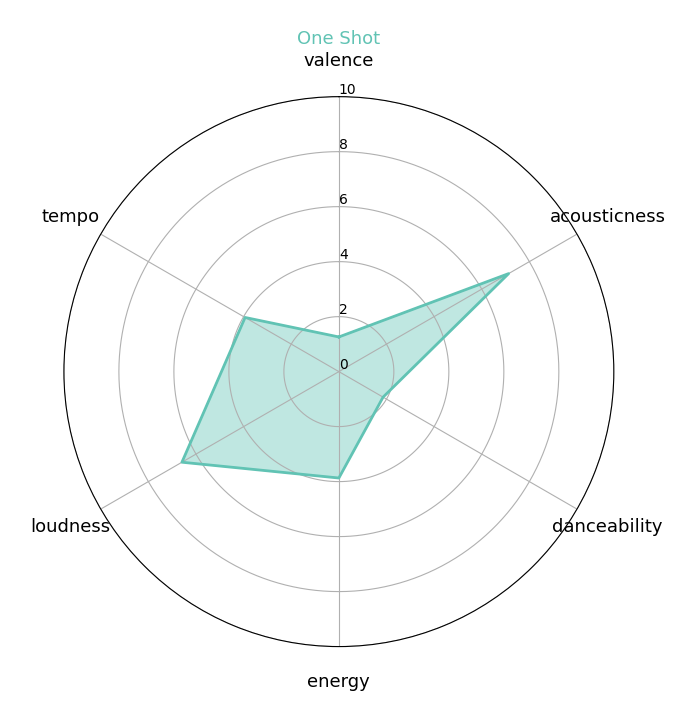 One Shot
valence
10
8
6
4
2
0
tempo
acousticness
loudness
danceability
energy